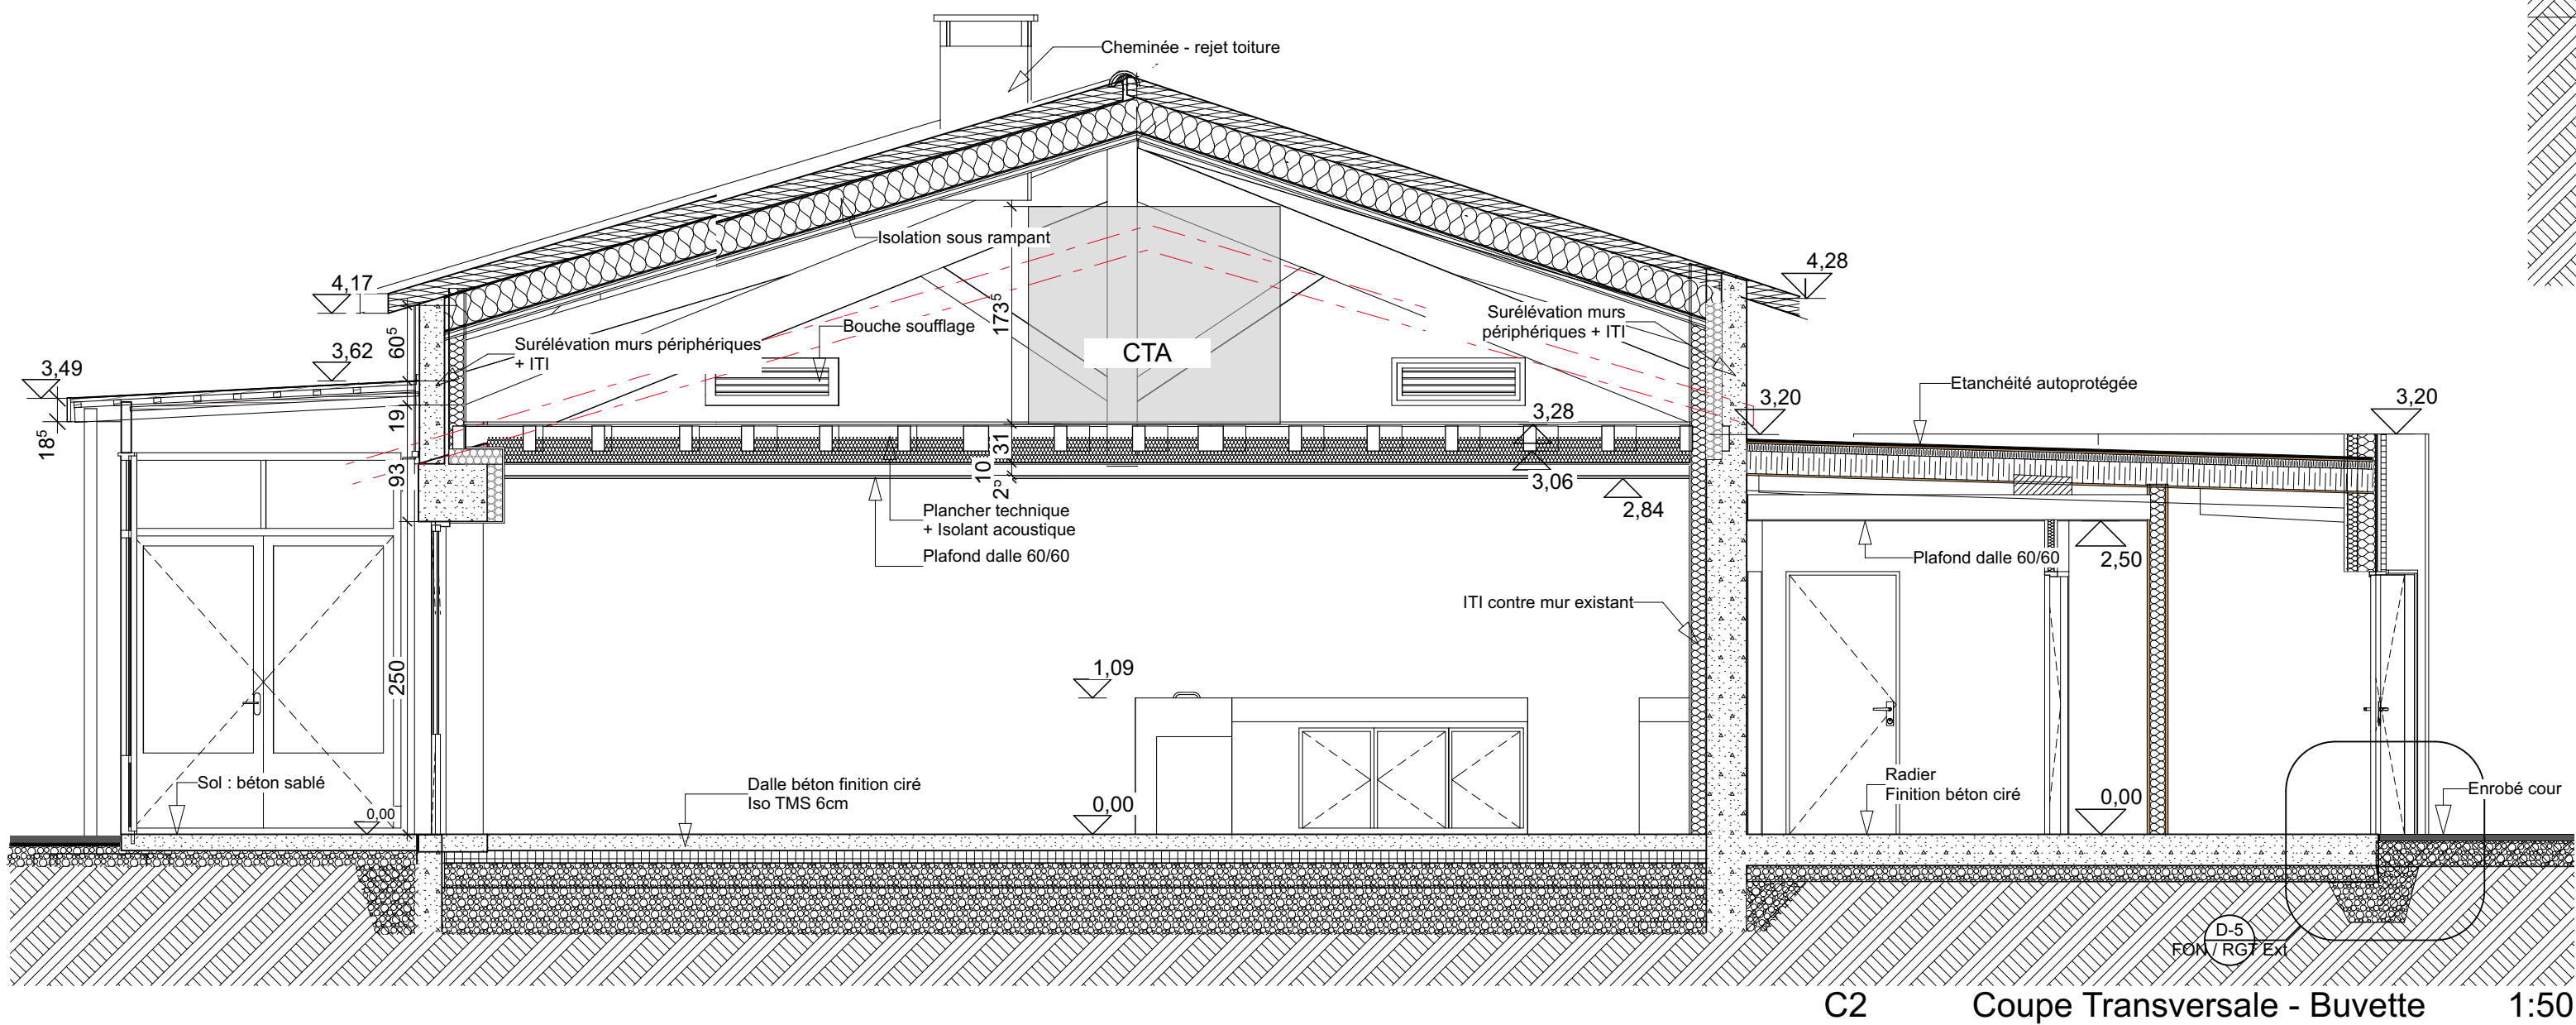 Cheminée - rejet toiture
Isolation sous rampant
4,17
4,28
60⁵
173⁵
Bouche soufflage
Surélévation murs
périphériques + ITI
Surélévation murs périphériques
+ ITI
CTA
3,62
3,49
18⁵
19
Etanchéité autoprotégée
3,20
3,20
3,28
31
10
2⁵
3,06
2,84
93
Plancher technique
+ Isolant acoustique
Plafond dalle 60/60
Plafond dalle 60/60
2,50
ITI contre mur existant
250
1,09
Sol : béton sablé
0,00
Dalle béton finition ciré
Iso TMS 6cm
0,00
Radier
Finition béton ciré
0,00
Enrobé cour
D-5
FON / RGT Ext
C2 Coupe Transversale - Buvette 1:50